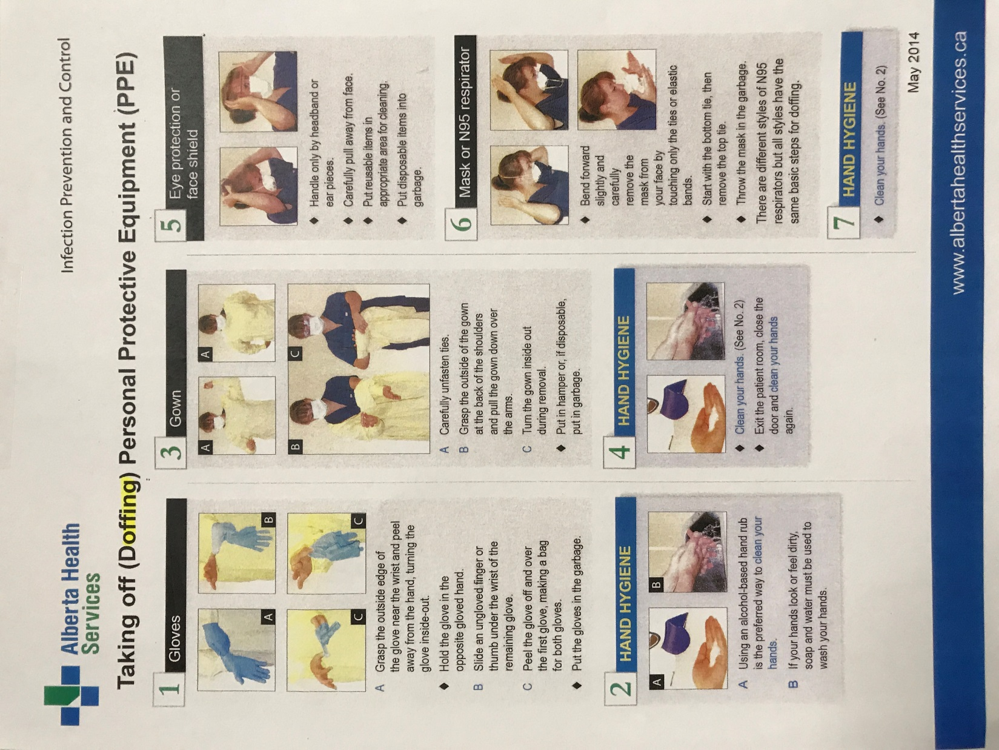 Alberta Health
Services
Infection Prevention and Control
Taking off (Doffing) Personal Protective Equipment (PPE)
1
Gloves
A
B
C
C
A Grasp the outside edge of
the glove near the wrist and peel
away from the hand, turning the
glove inside-out.
♦ Hold the glove in the
opposite gloved hand.
B Slide an ungloved finger or
thumb under the wrist of the
remaining glove.
C Peel the glove off and over
the first glove, making a bag
for both gloves.
♦ Put the gloves in the garbage.
2
HAND HYGIENE
A
B
A Using an alcohol-based hand rub
is the preferred way to clean your
hands.
B If your hands look or feel dirty,
soap and water must be used to
wash your hands.
3
Gown
A
A
B
C
A Carefully unfasten ties.
B Grasp the outside of the gown
at the back of the shoulders
and pull the gown down over
the arms.
C Turn the gown inside out
during removal.
♦ Put in hamper or, if disposable,
put in garbage.
4
HAND HYGIENE
♦ Clean your hands. (See No. 2)
♦ Exit the patient room, close the
door and clean your hands
again.
5
Eye protection or
face shield
♦ Handle only by headband or
ear pieces.
♦ Carefully pull away from face.
♦ Put reusable items in
appropriate area for cleaning.
♦ Put disposable items into
garbage.
6
Mask or N95 respirator
♦ Bend forward
slightly and
carefully
remove the
mask from
your face by
touching only the ties or elastic
bands.
♦ Start with the bottom tie, then
remove the top tie.
♦ Throw the mask in the garbage.
There are different styles of N95
respirators but all styles have the
same basic steps for doffing.
7
HAND HYGIENE
♦ Clean your hands. (See No. 2)
May 2014
www.albertahealthservices.ca